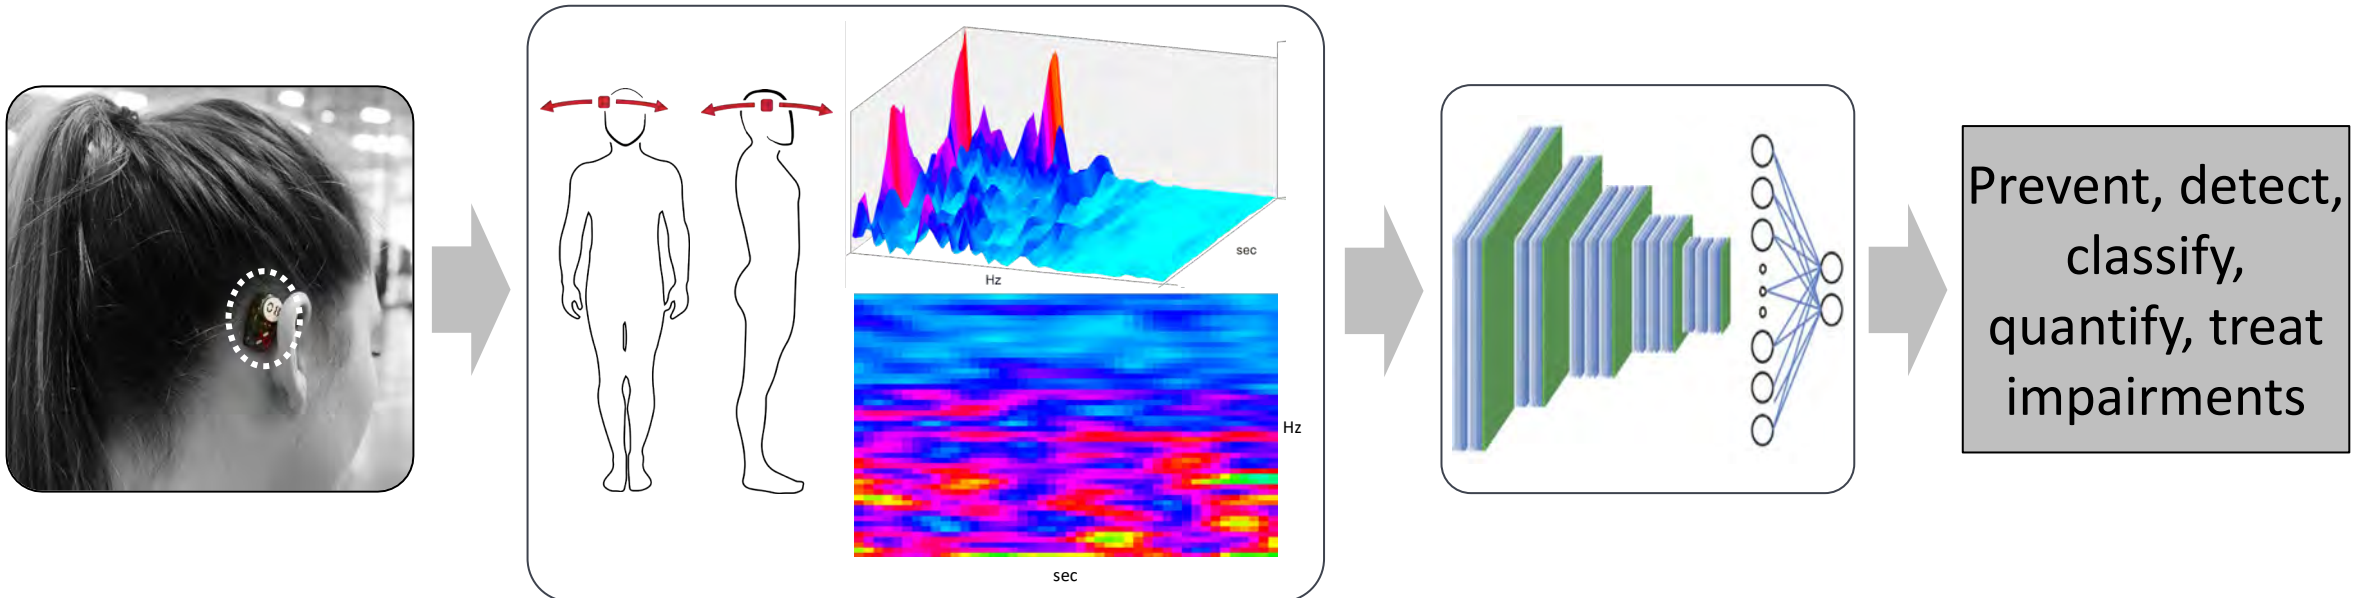 Hz
sec
Hz
sec
Prevent, detect,
classify,
quantify, treat
impairments